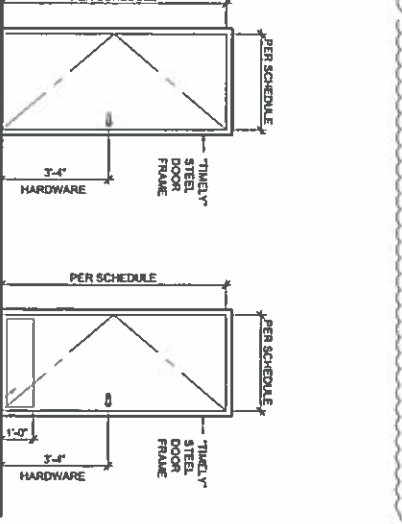 PER SCHEDULE
"TIMELY"
STEEL
DOOR
FRAME
3'-4"
HARDWARE
PER SCHEDULE
PER SCHEDULE
"TIMELY"
STEEL
DOOR
FRAME
1'-0"
3'-4"
HARDWARE